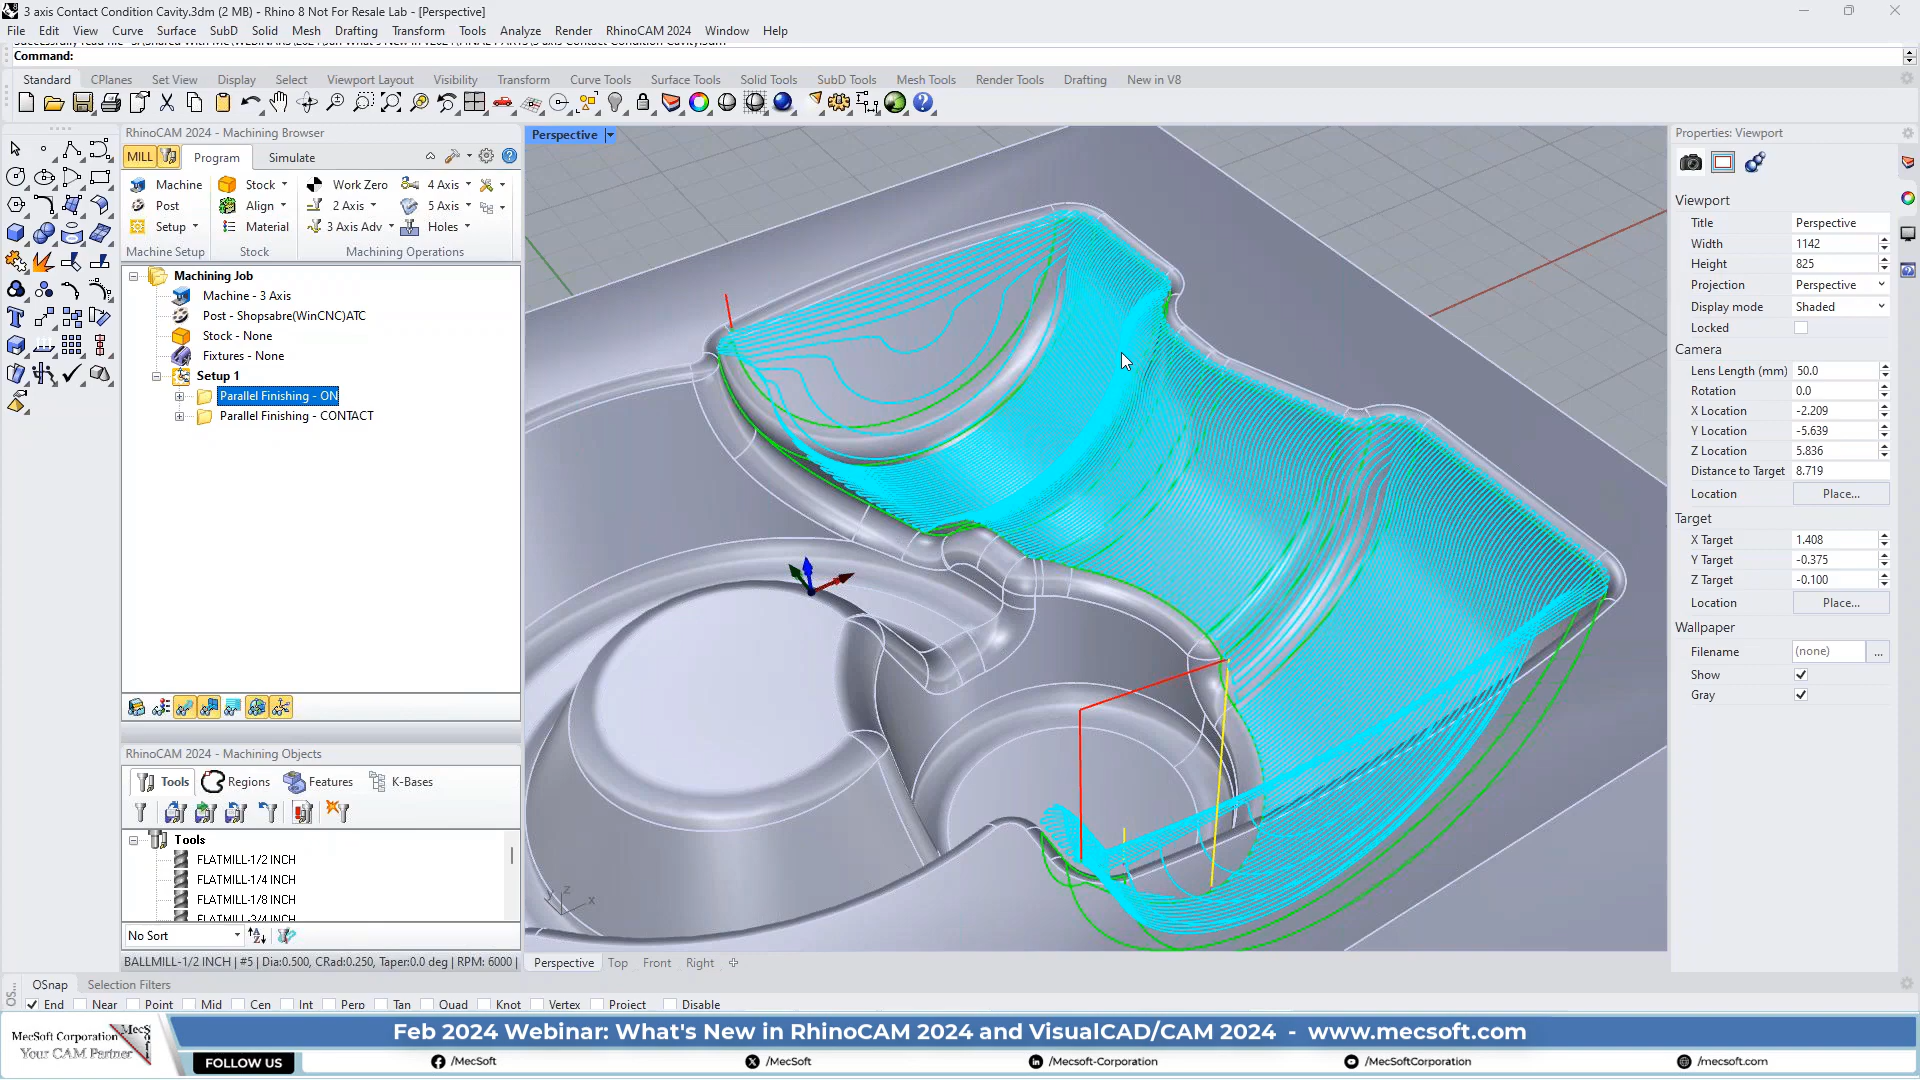 3 axis Contact Condition Cavity.3dm (2 MB) - Rhino 8 Not For Resale Lab - [Perspective]
File Edit View Curve Surface SubD Solid Mesh Drafting Transform Tools Analyze Render RhinoCAM 2024 Window Help
Command:
Standard CPlanes Set View Display Select Viewport Layout Visibility Transform Curve Tools Surface Tools Solid Tools SubD Tools Mesh Tools Render Tools Drafting New in V8
RhinoCAM 2024 - Machining Browser
MILL Program Simulate
Machine Stock Work Zero 4 Axis
Post Align 2 Axis 5 Axis
Setup Material 3 Axis Adv Holes
Machine Setup Stock Machining Operations
Machining Job
Machine - 3 Axis
Post - Shopsabre(WinCNC)ATC
Stock - None
Fixtures - None
Setup 1
Parallel Finishing - ON
Parallel Finishing - CONTACT
RhinoCAM 2024 - Machining Objects
Tools Regions Features K-Bases
Tools
FLATMILL-1/2 INCH
FLATMILL-1/4 INCH
FLATMILL-1/8 INCH
FLATMILL-3/4 INCH
No Sort
BALLMILL-1/2 INCH | #5 | Dia:0.500, CRad:0.250, Taper:0.0 deg | RPM: 6000 |
Perspective
z
y
x
Perspective Top Front Right
Properties: Viewport
Viewport
Title Perspective
Width 1142
Height 825
Projection Perspective
Display mode Shaded
Locked
Camera
Lens Length (mm) 50.0
Rotation 0.0
X Location -2.209
Y Location -5.639
Z Location 5.836
Distance to Target 8.719
Location Place...
Target
X Target 1.408
Y Target -0.375
Z Target -0.100
Location Place...
Wallpaper
Filename (none) ...
Show
Gray
OSnap Selection Filters
End Near Point Mid Cen Int Perp Tan Quad Knot Vertex Project Disable
MecSoft Corporation
Your CAM Partner
MecSoft
Feb 2024 Webinar: What's New in RhinoCAM 2024 and VisualCAD/CAM 2024 - www.mecsoft.com
FOLLOW US /MecSoft /MecSoft /Mecsoft-Corporation /MecSoftCorporation /mecsoft.com